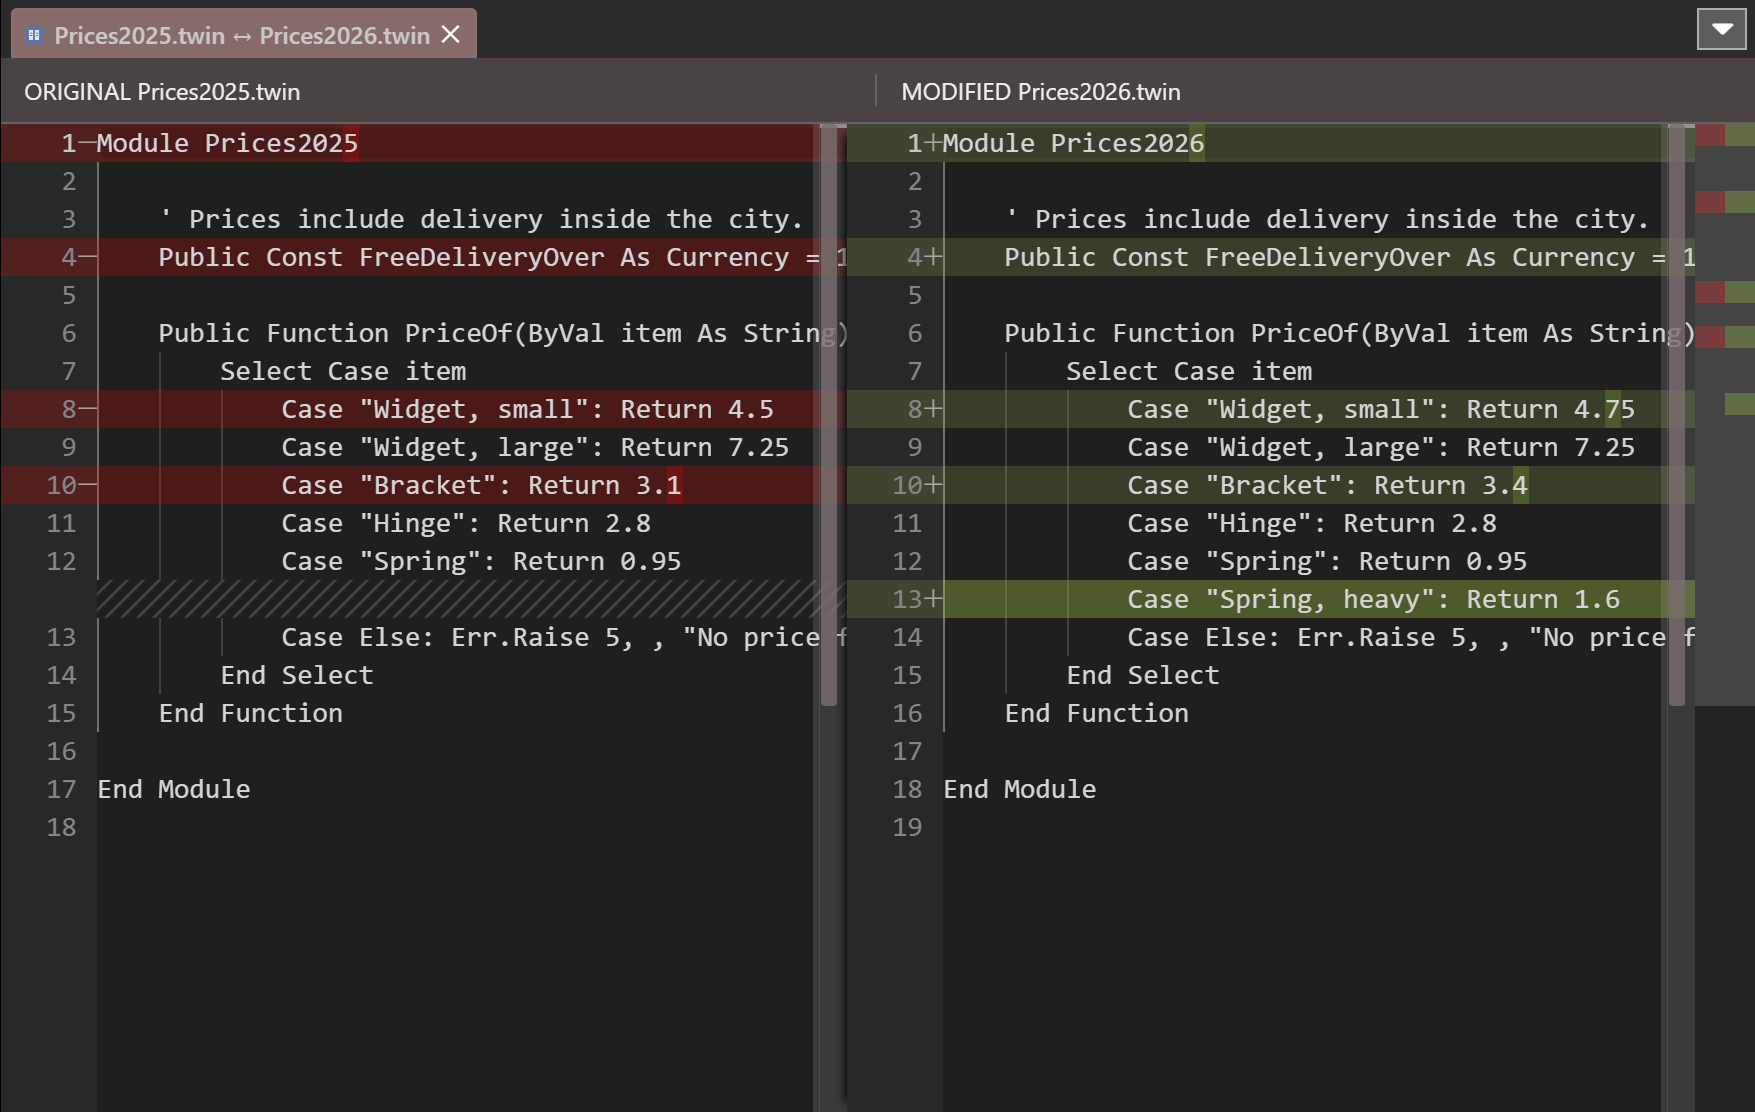 Prices2025.twin ↔ Prices2026.twin
ORIGINAL Prices2025.twin
MODIFIED Prices2026.twin
1 Module Prices2025
2
3 ' Prices include delivery inside the city.
4 Public Const FreeDeliveryOver As Currency = 1
5
6 Public Function PriceOf(ByVal item As String)
7 Select Case item
8 Case "Widget, small": Return 4.5
9 Case "Widget, large": Return 7.25
10 Case "Bracket": Return 3.1
11 Case "Hinge": Return 2.8
12 Case "Spring": Return 0.95
13 Case Else: Err.Raise 5, , "No price f
14 End Select
15 End Function
16
17 End Module
18
1 Module Prices2026
2
3 ' Prices include delivery inside the city.
4 Public Const FreeDeliveryOver As Currency = 1
5
6 Public Function PriceOf(ByVal item As String)
7 Select Case item
8 Case "Widget, small": Return 4.75
9 Case "Widget, large": Return 7.25
10 Case "Bracket": Return 3.4
11 Case "Hinge": Return 2.8
12 Case "Spring": Return 0.95
13 Case "Spring, heavy": Return 1.6
14 Case Else: Err.Raise 5, , "No price f
15 End Select
16 End Function
17
18 End Module
19